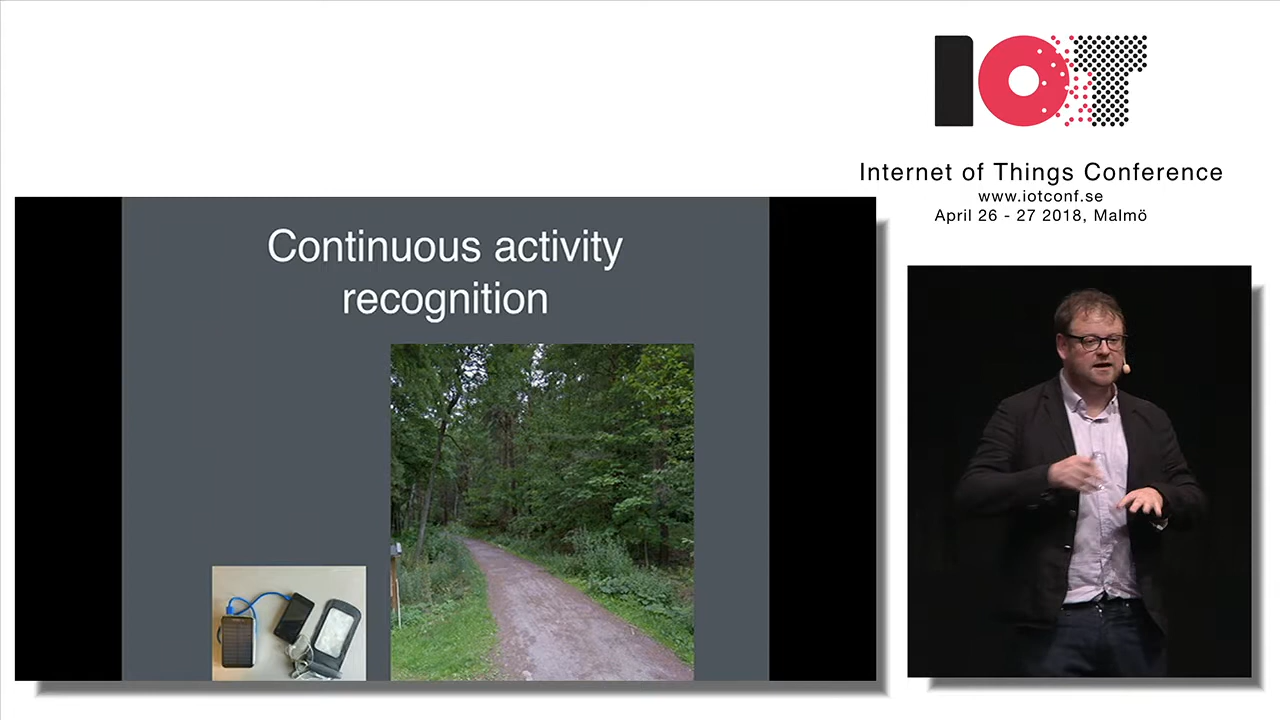 IOT
Internet of Things Conference
www.iotconf.se
April 26 - 27 2018, Malmö
Continuous activity
recognition